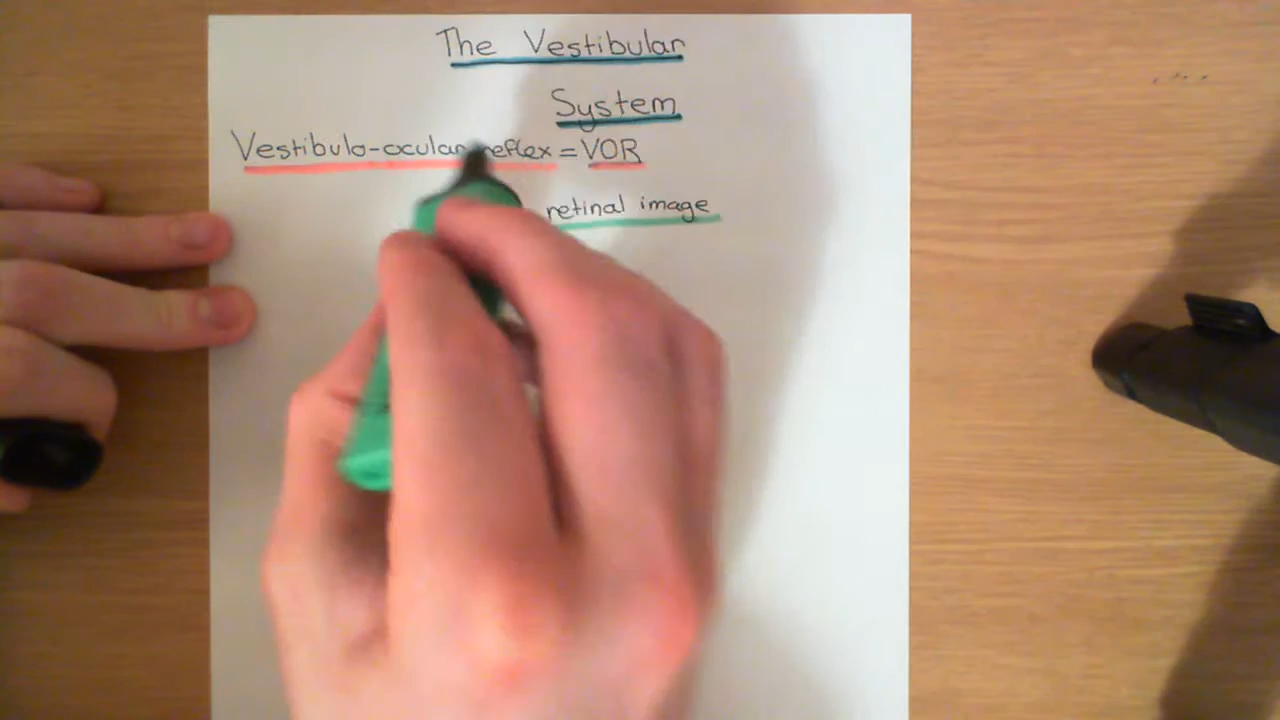 The Vestibular
System
Vestibulo-ocular reflex = VOR
retinal image